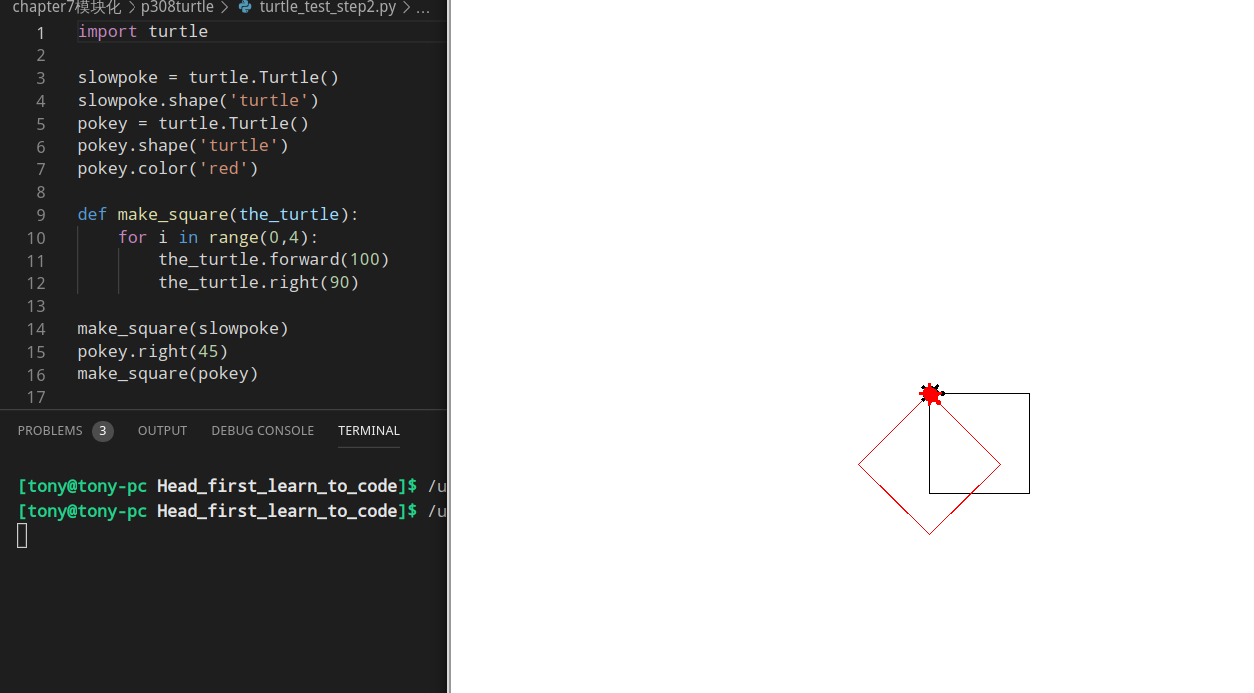 chapter7模块化 > p308turtle > turtle_test_step2.py > ...
1 import turtle
2
3 slowpoke = turtle.Turtle()
4 slowpoke.shape('turtle')
5 pokey = turtle.Turtle()
6 pokey.shape('turtle')
7 pokey.color('red')
8
9 def make_square(the_turtle):
10     for i in range(0,4):
11         the_turtle.forward(100)
12         the_turtle.right(90)
13
14 make_square(slowpoke)
15 pokey.right(45)
16 make_square(pokey)
17
PROBLEMS 3 OUTPUT DEBUG CONSOLE TERMINAL
[tony@tony-pc Head_first_learn_to_code]$ /u
[tony@tony-pc Head_first_learn_to_code]$ /u